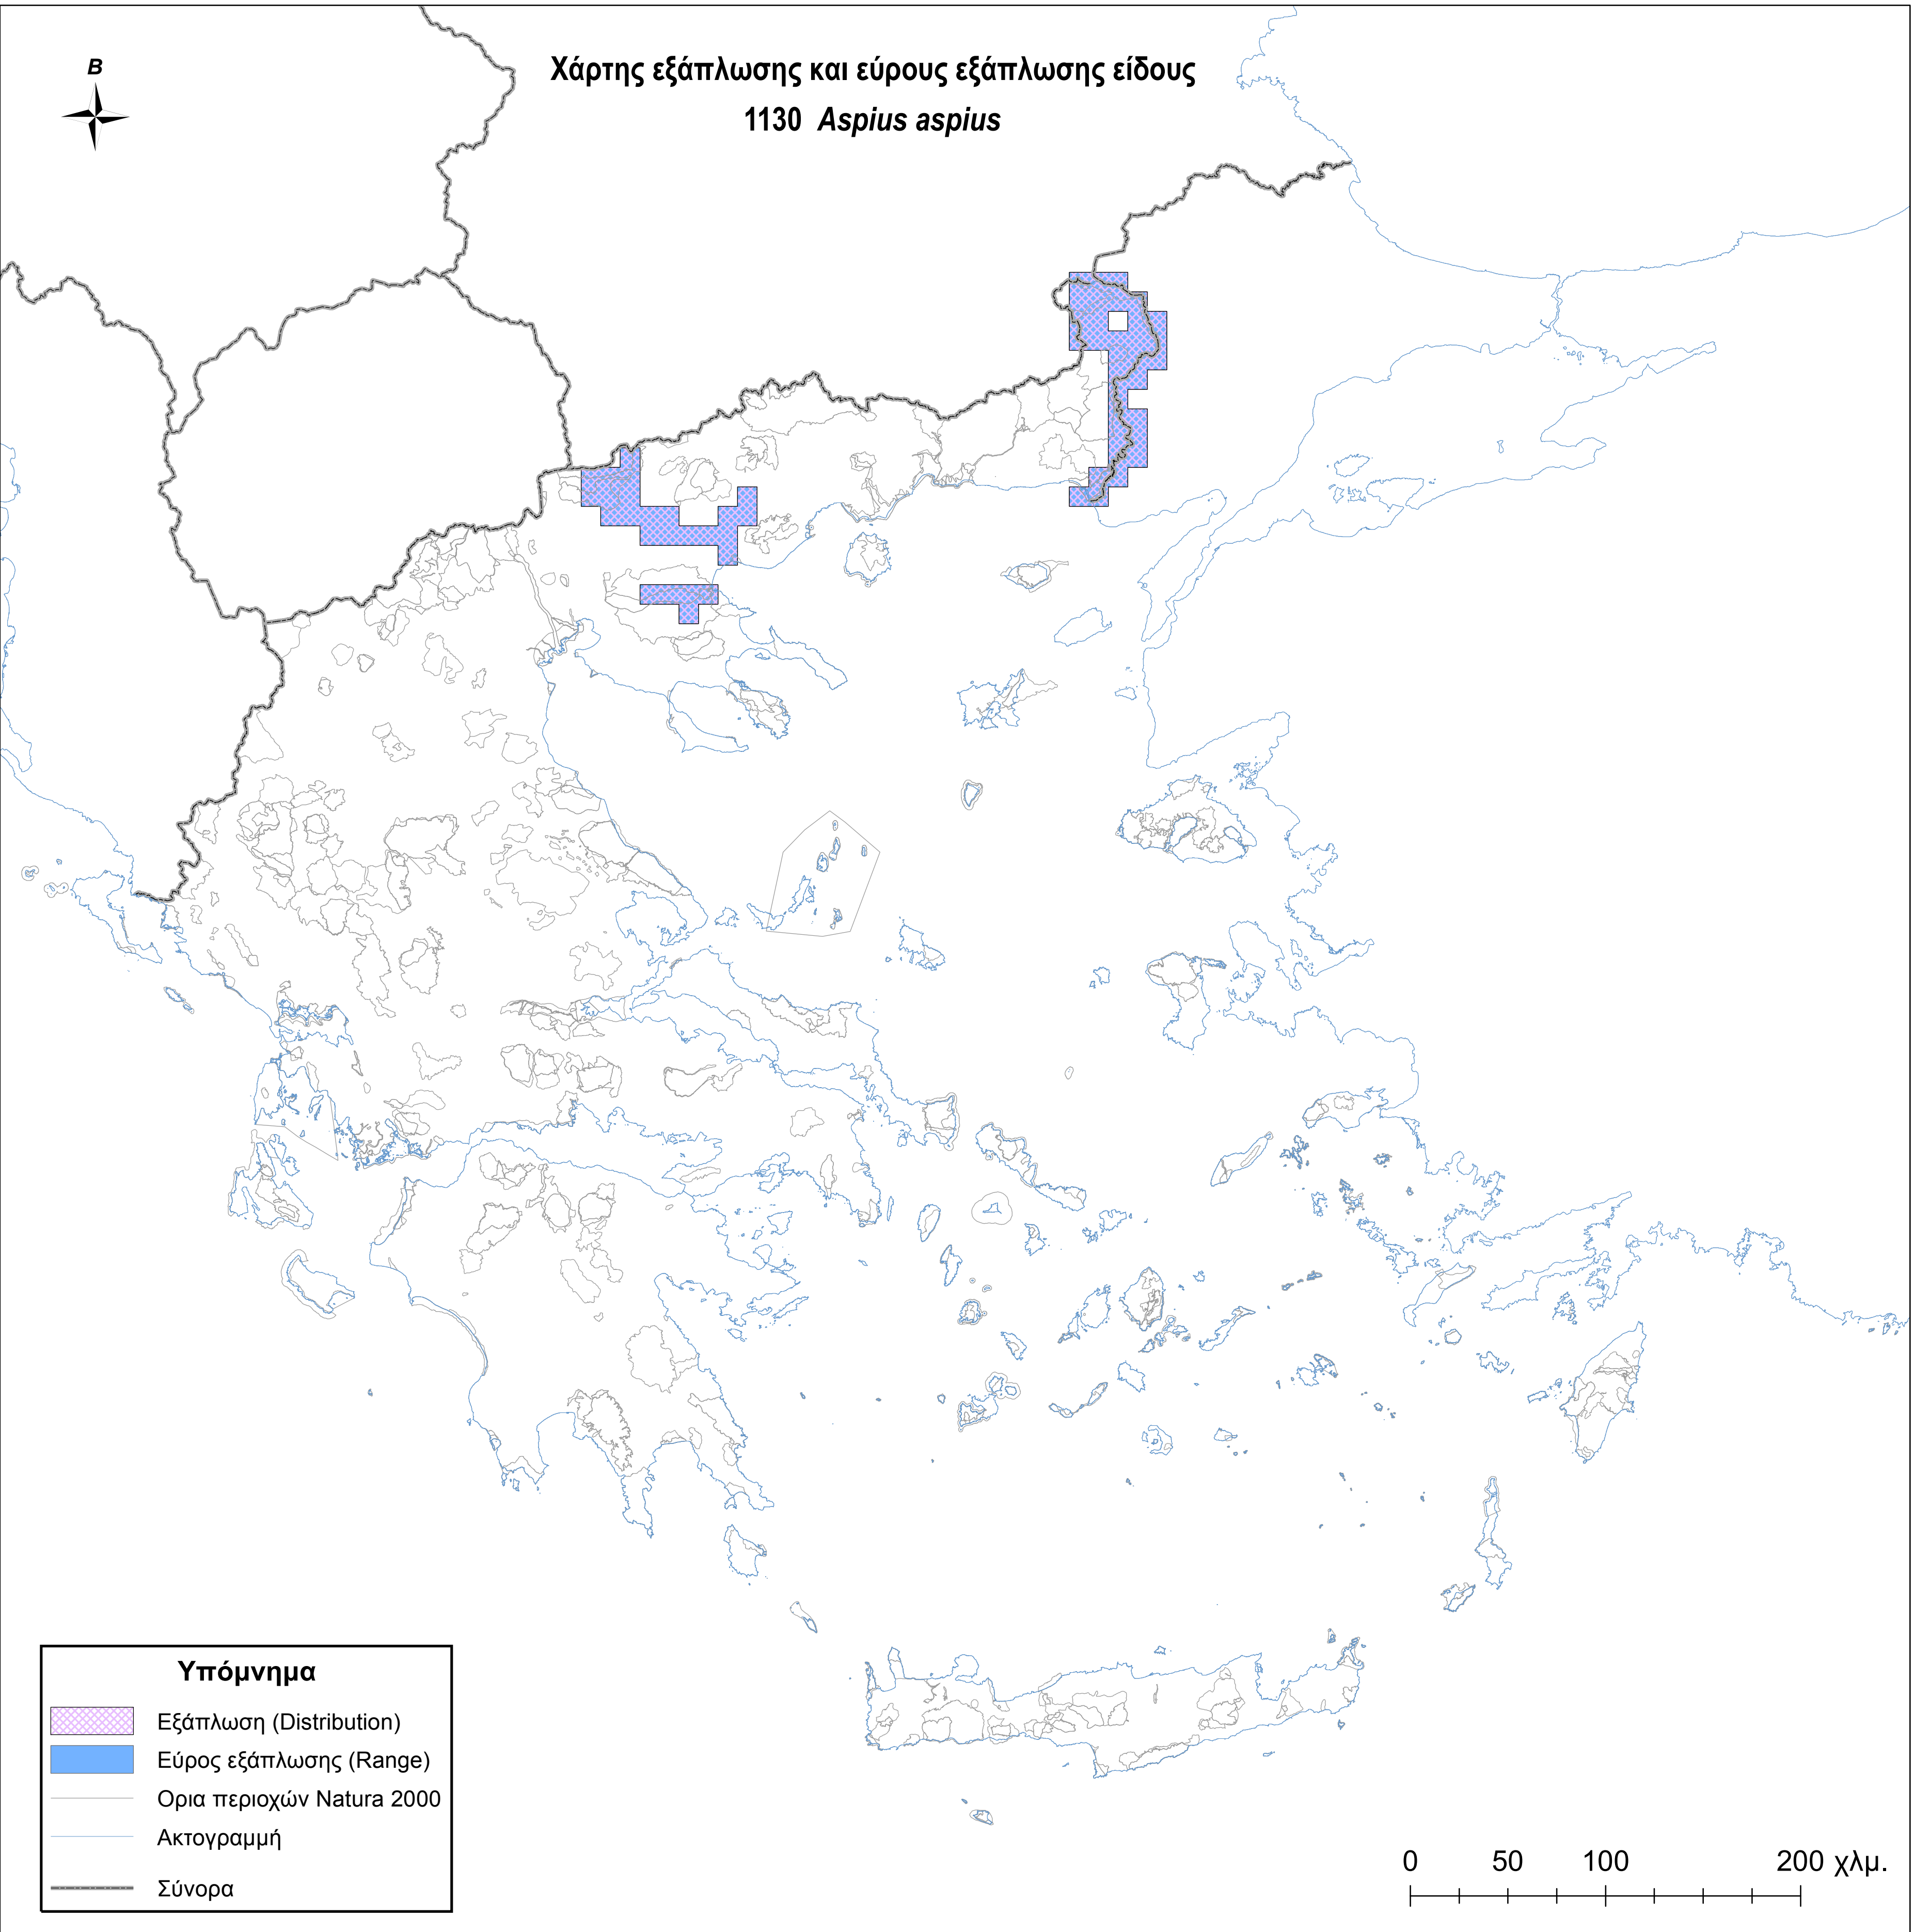 Χάρτης εξάπλωσης και εύρους εξάπλωσης είδους
1130 Aspius aspius
Β
Υπόμνημα
Εξάπλωση (Distribution)
Εύρος εξάπλωσης (Range)
Ορια περιοχών Natura 2000
Ακτογραμμή
Σύνορα
0 50 100 200 χλμ.